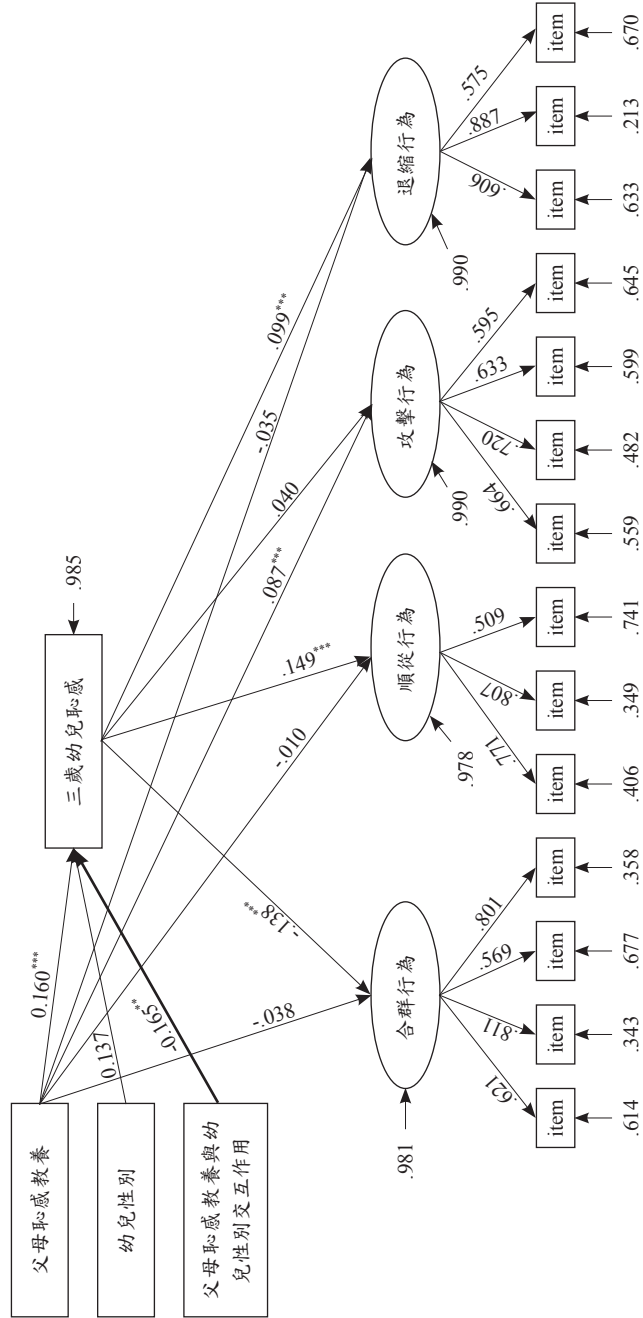 父母恥感教養
幼兒性別
父母恥感教養與幼
兒性別交互作用
0.160***
0.137
-0.165**
三歲幼兒恥感
.985
-.038
-.138***
-.010
.149***
.087***
.040
-.035
.099***
.981
合群行為
.978
順從行為
.990
攻擊行為
.990
退縮行為
.621
.811
.569
.801
.771
.807
.509
.664
.720
.633
.595
.606
.887
.575
item
item
item
item
item
item
item
item
item
item
item
item
item
item
.614
.343
.677
.358
.406
.349
.741
.559
.482
.599
.645
.633
.213
.670